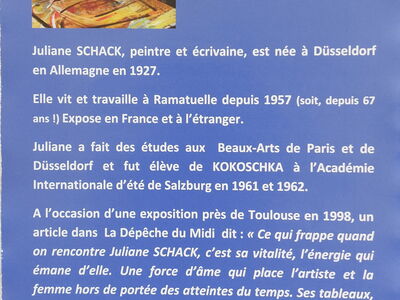 Juliane SCHACK, peintre et écrivaine, est née à Düsseldorf
en Allemagne en 1927.
Elle vit et travaille à Ramatuelle depuis 1957 (soit, depuis 67
ans !) Expose en France et à l'étranger.
Juliane a fait des études aux Beaux-Arts de Paris et de
Düsseldorf et fut élève de KOKOSCHKA à l'Académie
Internationale d'été de Salzburg en 1961 et 1962.
A l'occasion d'une exposition près de Toulouse en 1998, un
article dans La Dépêche du Midi dit : « Ce qui frappe quand
on rencontre Juliane SCHACK, c'est sa vitalité, l'énergie qui
émane d'elle. Une force d'âme qui place l'artiste et la
femme hors de portée des atteintes du temps. Ses tableaux,